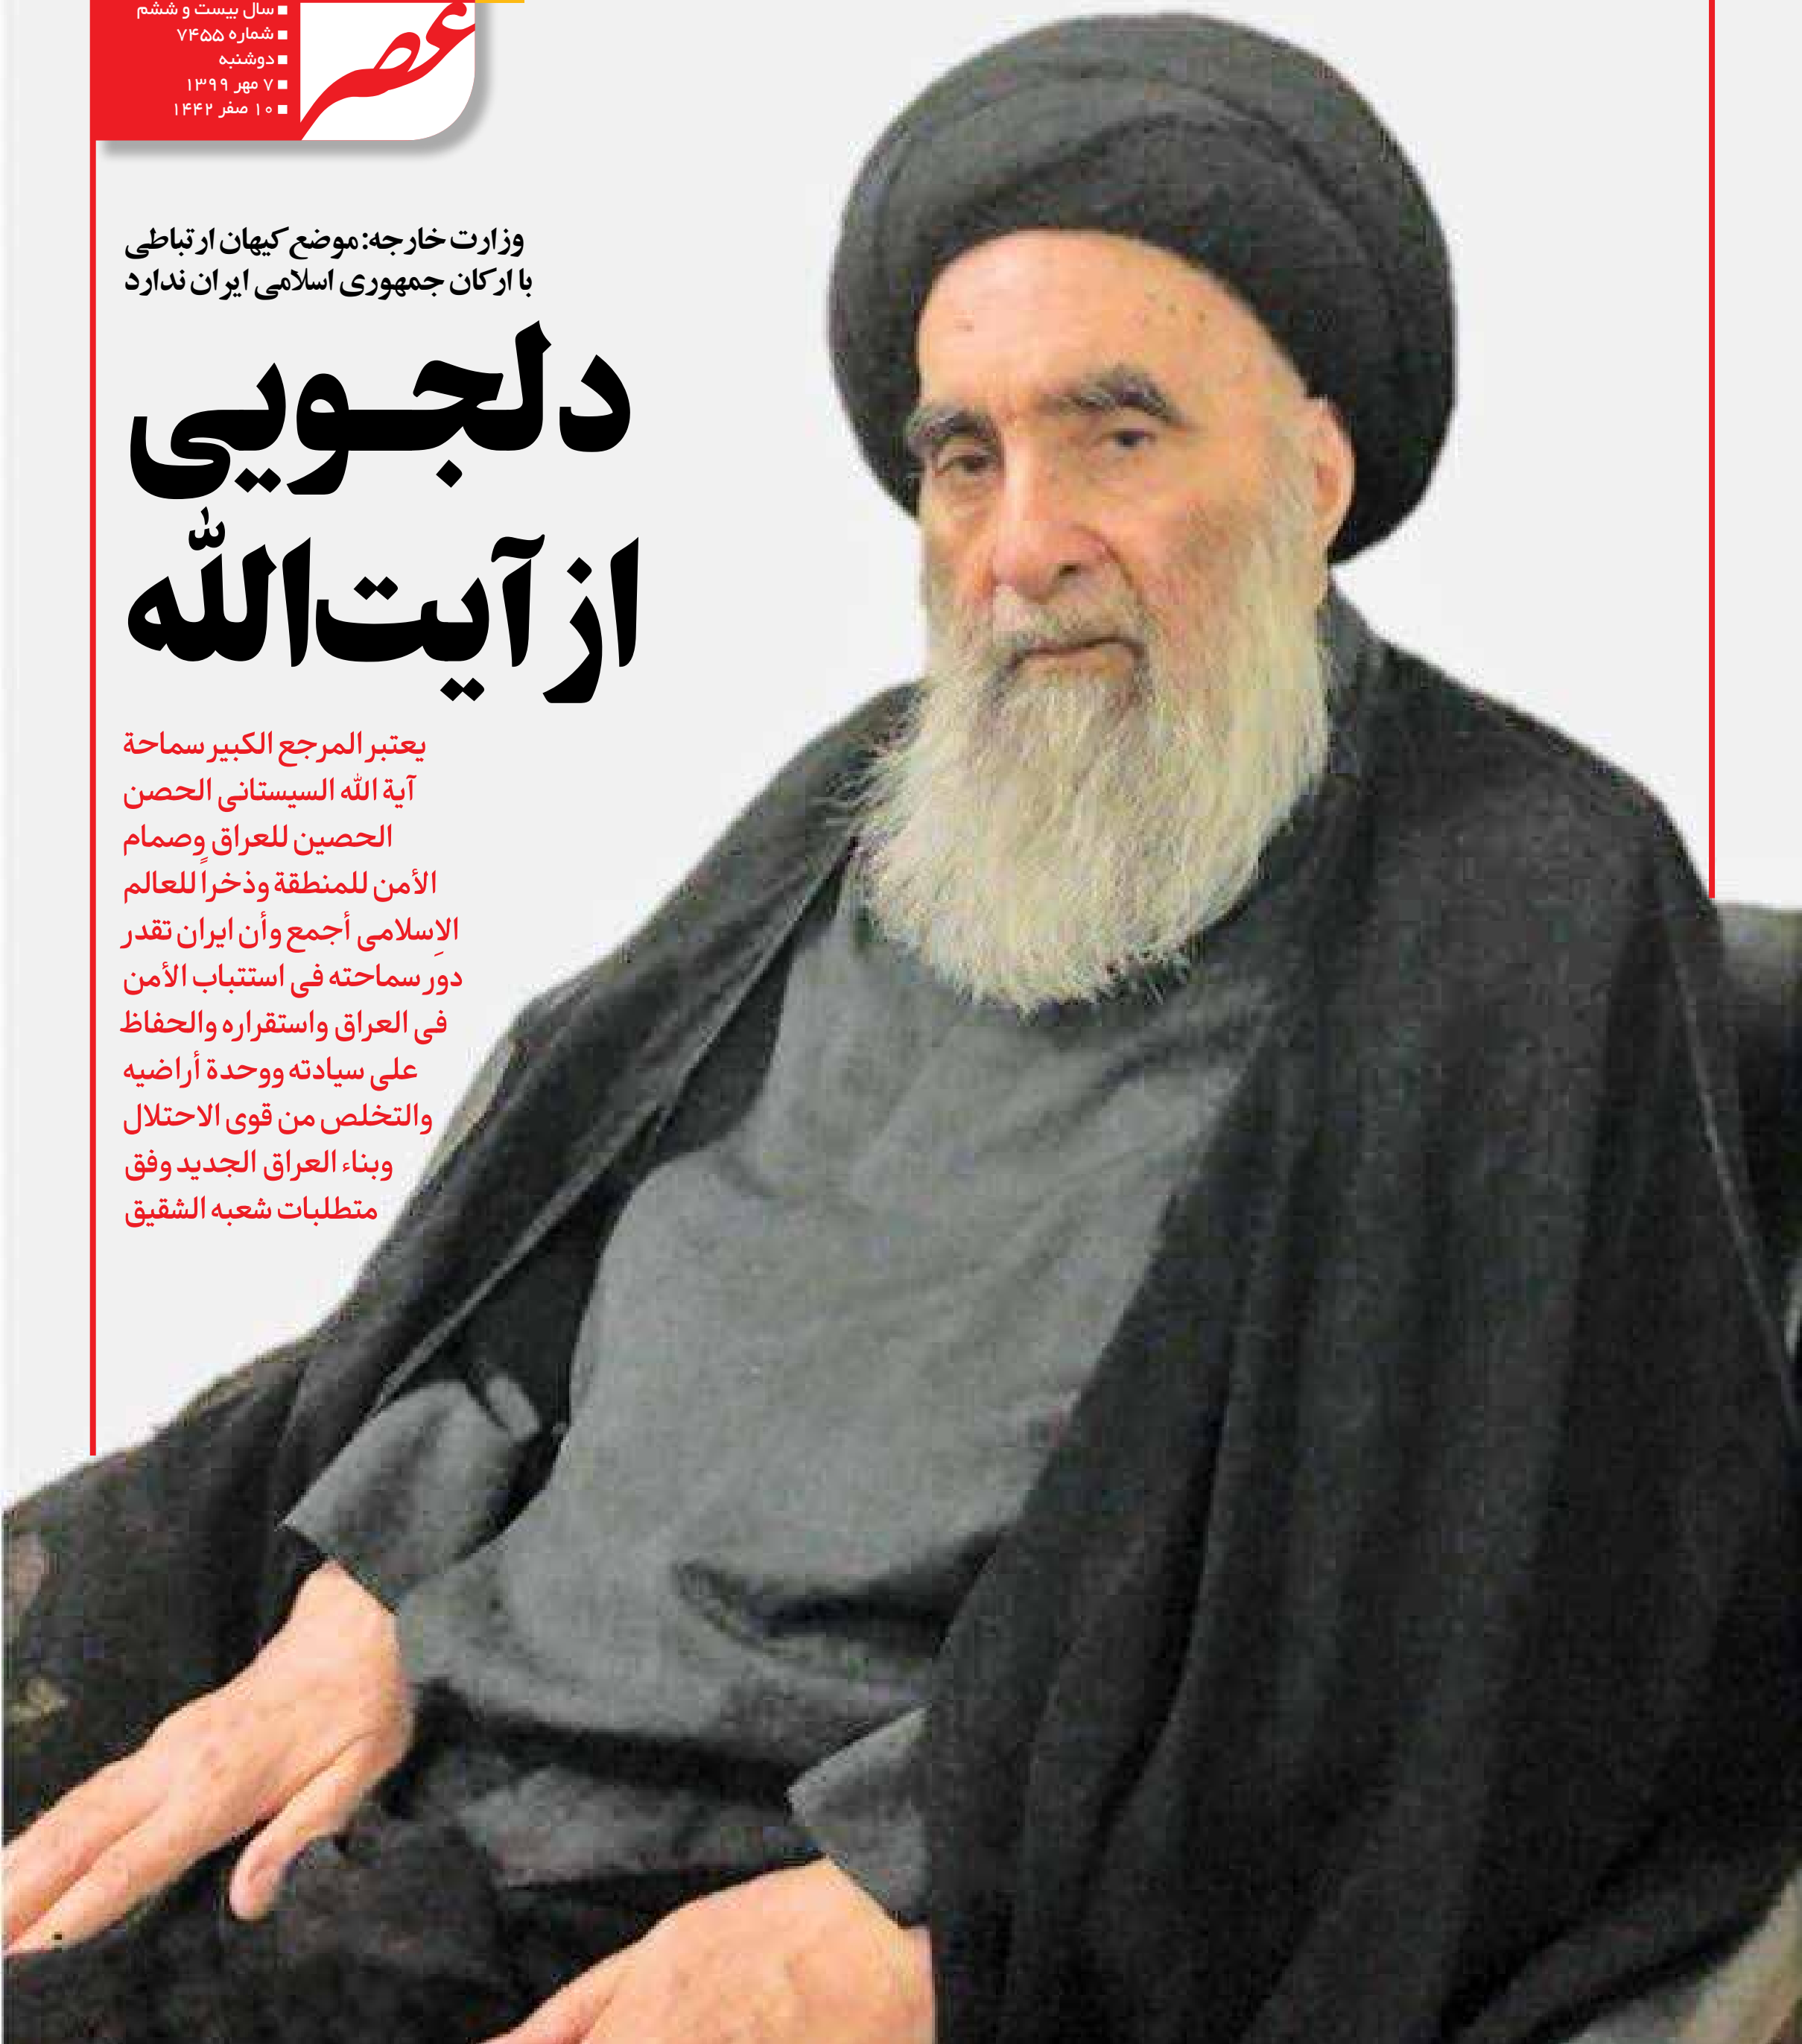 عصر
سال بیست و ششم
شماره ۷۴۵۵
دوشنبه
۷ مهر ۱۳۹۹
۱۰ صفر ۱۴۴۲
وزارت خارجه: موضع کیهان ارتباطی
با ارکان جمهوری اسلامی ایران ندارد
دلجـویی
از آیت‌الله
یعتبر المرجع الکبیر سماحة
آیة الله السیستانی الحصن
الحصین للعراق وصمام
الأمن للمنطقة وذخراً للعالم
الإسلامی أجمع وأن ایران تقدر
دور سماحته فی استتباب الأمن
فی العراق واستقراره والحفاظ
علی سیادته ووحدة أراضیه
والتخلص من قوی الاحتلال
وبناء العراق الجدید وفق
متطلبات شعبه الشقیق